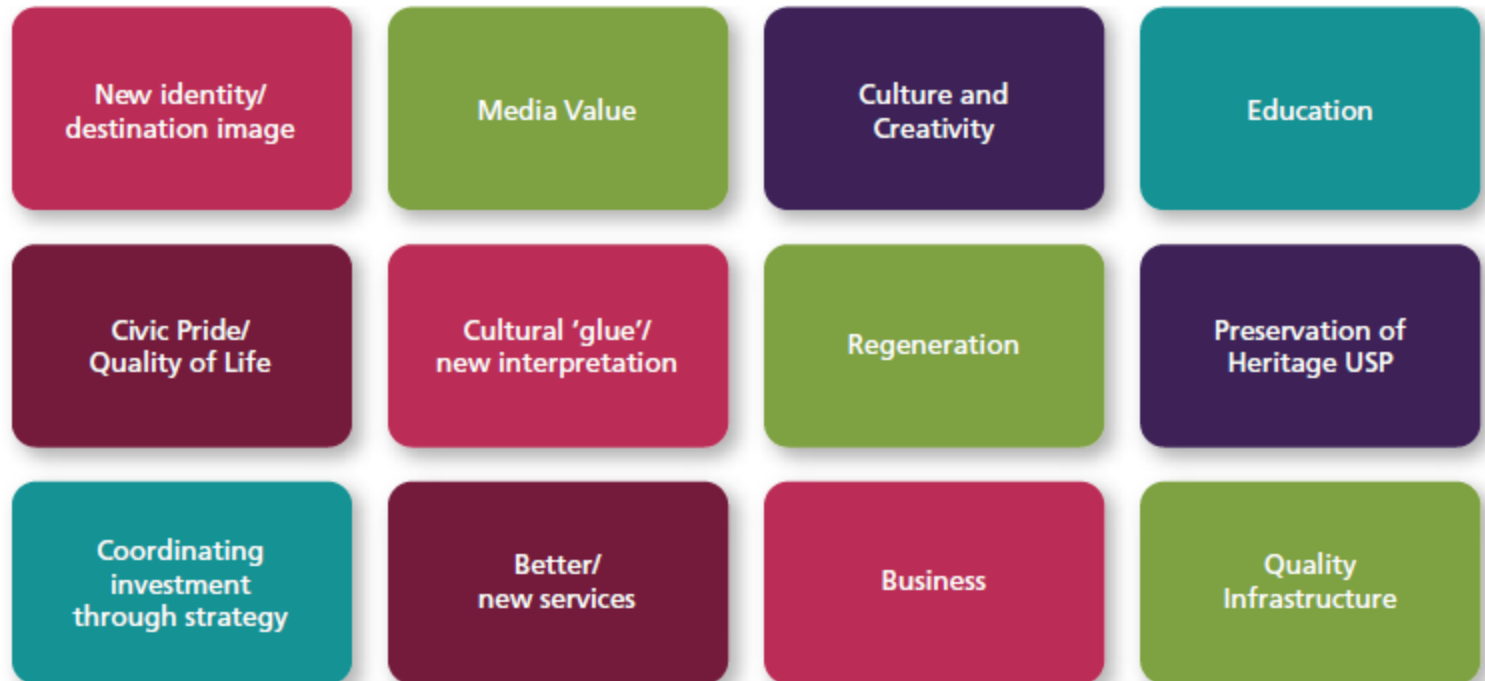 New identity/
destination image
Media Value
Culture and
Creativity
Education
Civic Pride/
Quality of Life
Cultural ‘glue’/
new interpretation
Regeneration
Preservation of
Heritage USP
Coordinating
investment
through strategy
Better/
new services
Business
Quality
Infrastructure